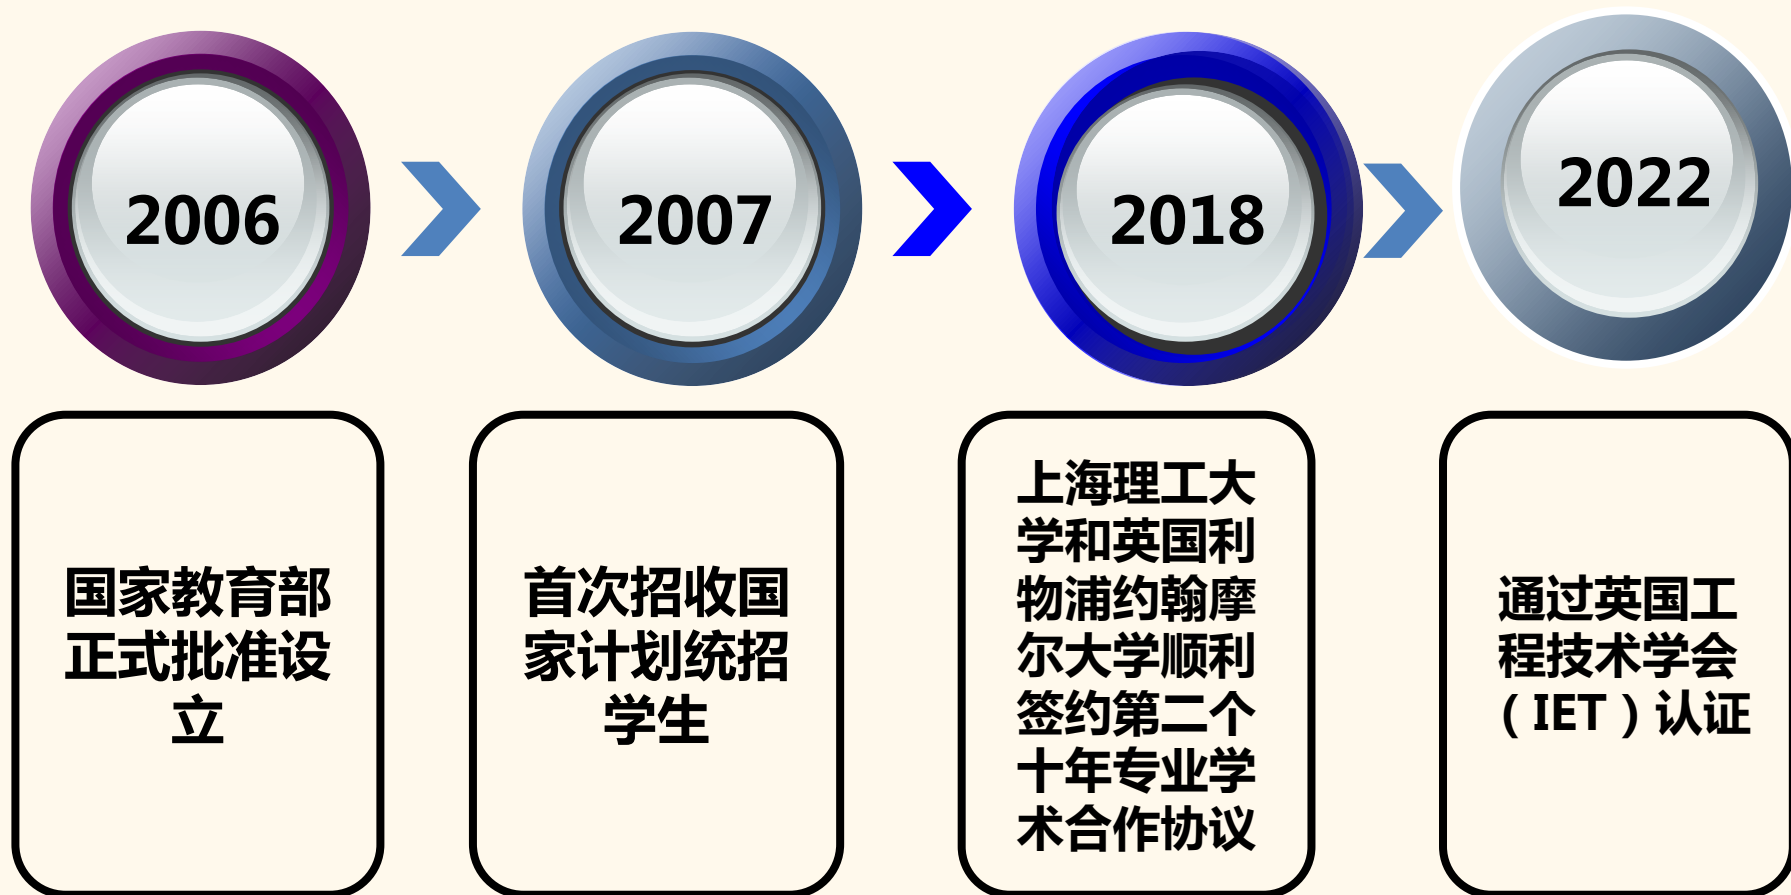 2006
2007
2018
2022
国家教育部
正式批准设
立
首次招收国
家计划统招
学生
上海理工大
学和英国利
物浦约翰摩
尔大学顺利
签约第二个
十年专业学
术合作协议
通过英国工
程技术学会
（IET）认证